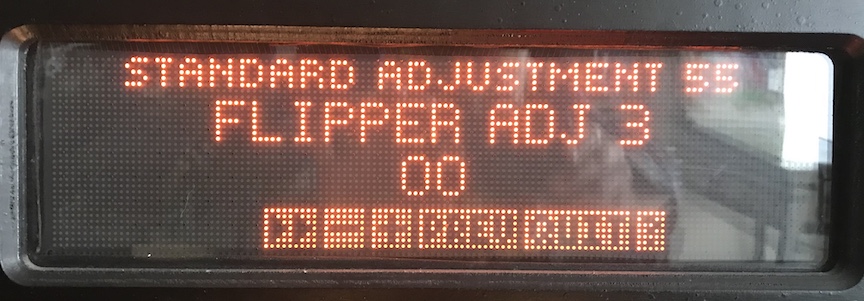 STANDARD ADJUSTMENT 55
FLIPPER ADJ 3
00